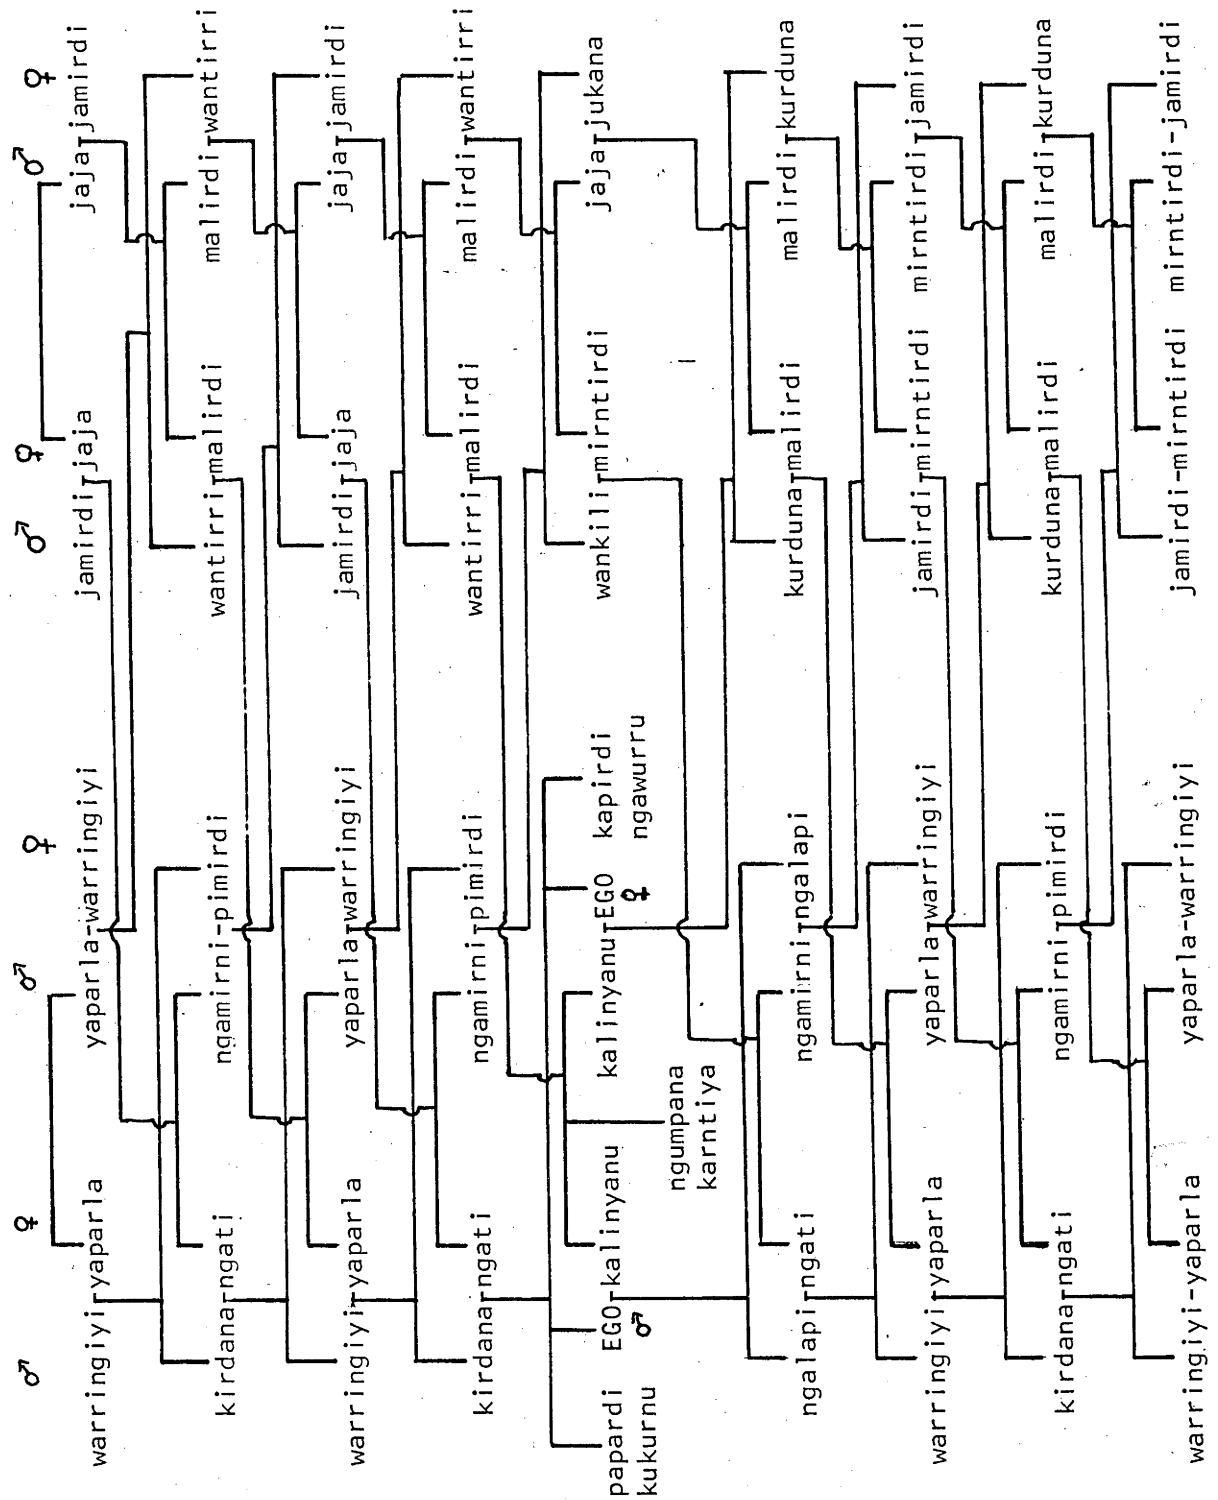 ♂ ♀ ♂ ♀ ♂ ♀ ♂ ♀
warringiyi-yaparla yaparla-warringiyi jamirdi-jaja jaja-jamirdi
kirdana-ngati ngamirni-pimirdi wantirri-malirdi malirdi-wantirri
warringiyi-yaparla yaparla-warringiyi jamirdi-jaja jaja-jamirdi
kirdana-ngati ngamirni-pimirdi wantirri-malirdi malirdi-wantirri
papardi EGO-kalinyanu kalinyanu-EGO kapirdi wankili-mirntirdi jaja-jukana
kukurnu ♂ ♀ ngawurru
ngumpana
karntiya
ngalapi-ngati ngamirni-ngalapi kurduna-malirdi malirdi-kurduna
warringiyi-yaparla yaparla-warringiyi jamirdi-mirntirdi mirntirdi-jamirdi
kirdana-ngati ngamirni-pimirdi kurduna-malirdi malirdi-kurduna
warringiyi-yaparla yaparla-warringiyi jamirdi-mirntirdi mirntirdi-jamirdi